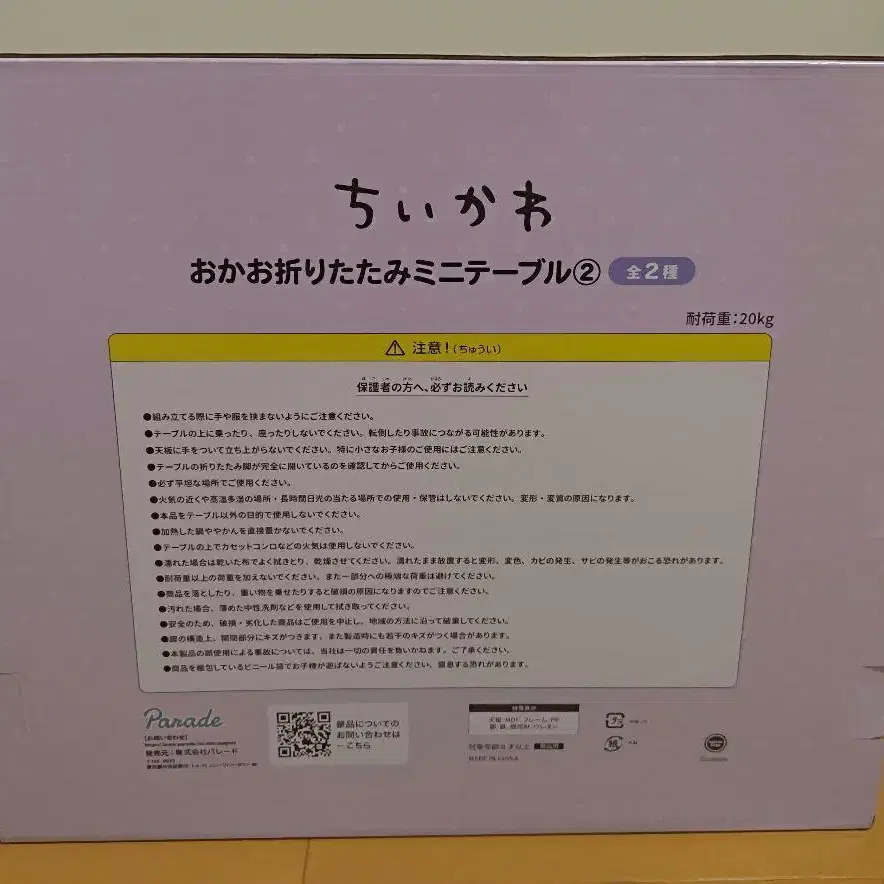 ちいかわ
おかお折りたたみミニテーブル② 全2種
耐荷重：20kg
⚠ 注意！(ちゅうい)
保護者の方へ、必ずお読みください
●組み立てる際に手や服を挟まないようにご注意ください。
●テーブルの上に乗ったり、座ったりしないでください。転倒したり事故につながる可能性があります。
●天板に手をついて立ち上がらないでください。特に小さなお子様のご使用にはご注意ください。
●テーブルの折りたたみ脚が完全に開いているのを確認してからご使用ください。
●必ず平坦な場所でご使用ください。
●火気の近くや高温多湿の場所・長時間日光の当たる場所での使用・保管はしないでください。変形・変質の原因になります。
●本品をテーブル以外の目的で使用しないでください。
●加熱した鍋ややかんを直接置かないでください。
●テーブルの上でカセットコンロなどの火気は使用しないでください。
●濡れた場合は乾いた布でよく拭きとり、乾燥させてください。濡れたまま放置すると変形、変色、カビの発生、サビの発生等がおこる恐れがあります。
●耐荷重以上の荷重を加えないでください。また一部分への極端な荷重は避けてください。
●商品を落としたり、重い物を乗せたりすると破損の原因になりますのでご注意ください。
●汚れた場合、薄めた中性洗剤などを使用して拭き取ってください。
●安全のため、破損・劣化した商品はご使用を中止し、地域の方法に沿って破棄してください。
●脚の構造上、開閉部分にキズがつきます。また製造時にも若干のキズがつく場合があります。
●本製品の誤使用による事故については、当社は一切の責任を負いかねます。ご了承ください。
●商品を梱包しているビニール袋でお子様が遊ばないようご注意ください。窒息する恐れがあります。
Parade
【お問い合わせ】
発売元：株式会社パレード
景品についての
お問い合わせは
こちら
MADE IN CHINA
プラ
紙